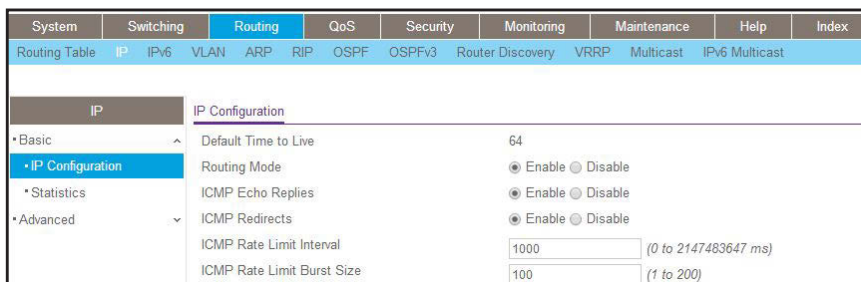 System Switching Routing QoS Security Monitoring Maintenance Help Index
Routing Table IP IPv6 VLAN ARP RIP OSPF OSPFv3 Router Discovery VRRP Multicast IPv6 Multicast
IP
Basic
IP Configuration
Statistics
Advanced
IP Configuration
Default Time to Live 64
Routing Mode Enable Disable
ICMP Echo Replies Enable Disable
ICMP Redirects Enable Disable
ICMP Rate Limit Interval 1000 (0 to 2147483647 ms)
ICMP Rate Limit Burst Size 100 (1 to 200)